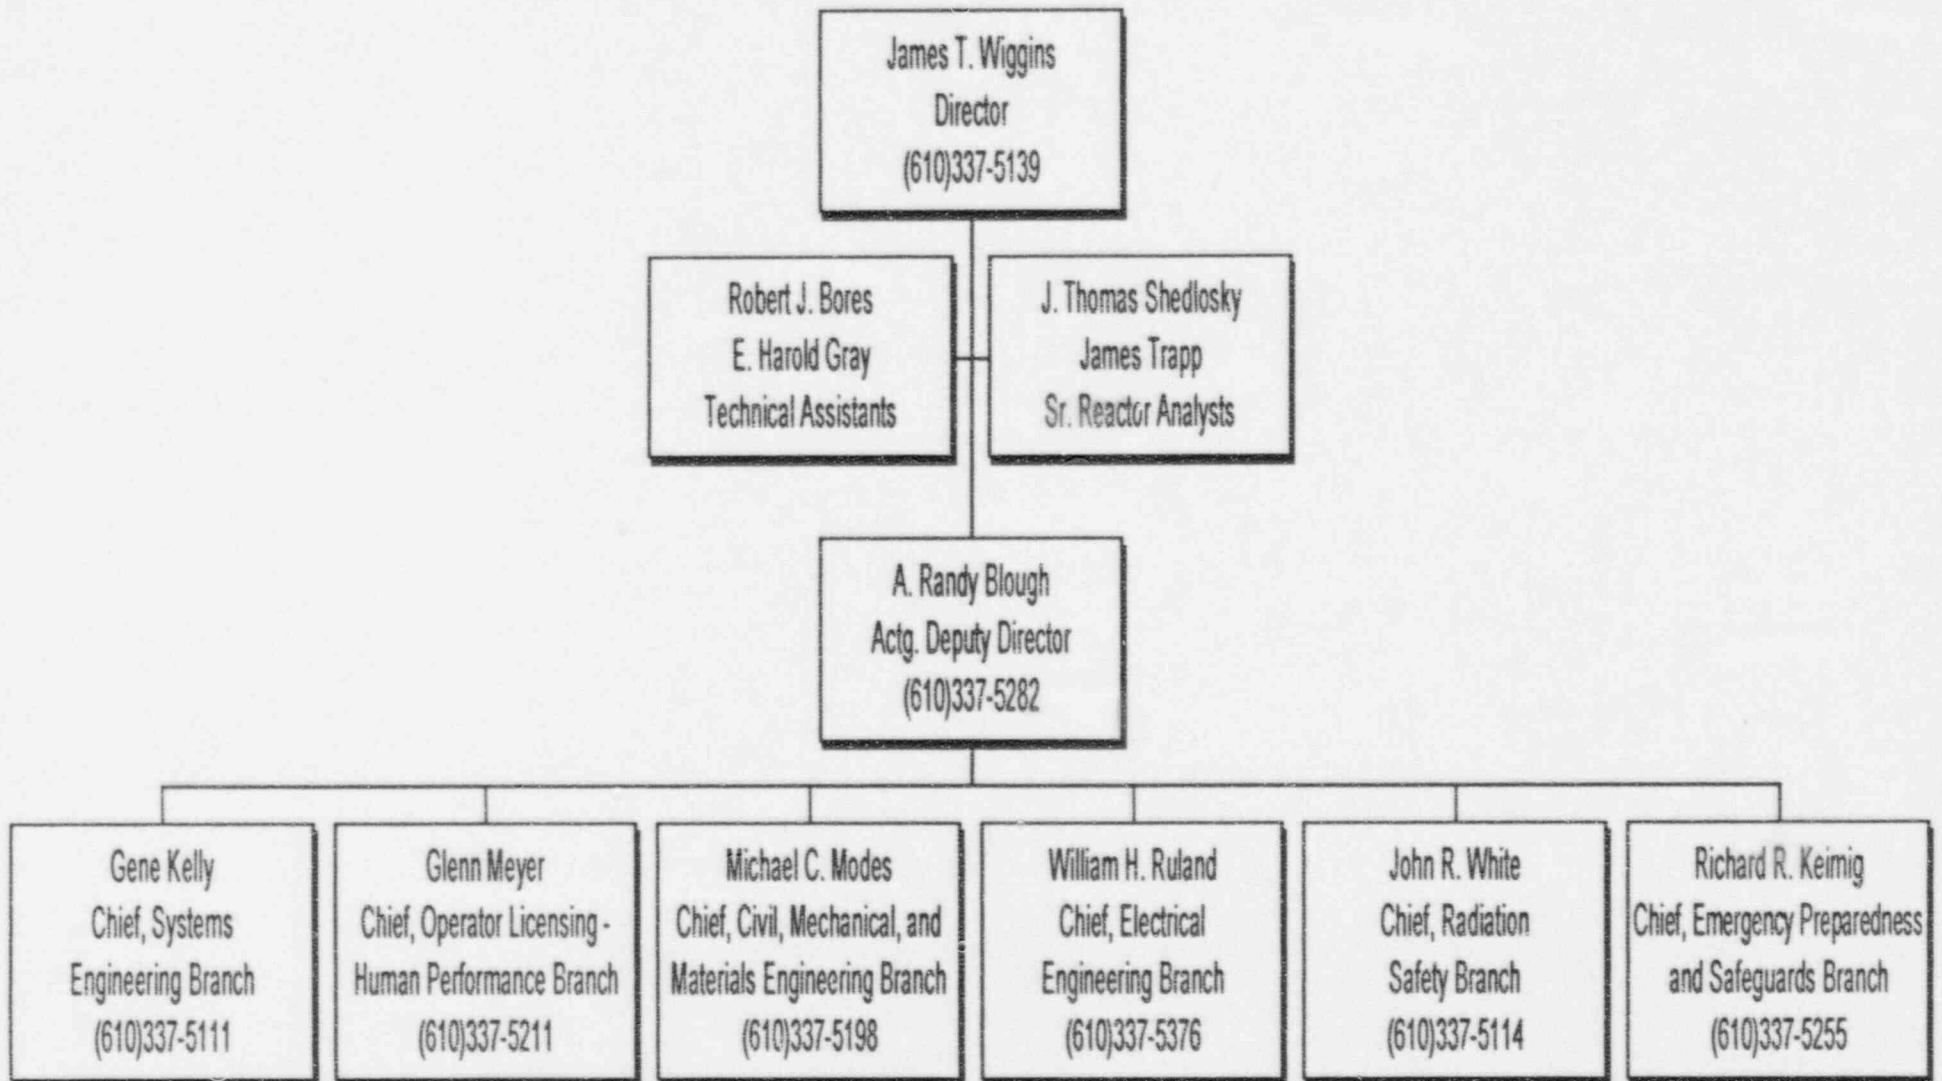 James T. Wiggins
Director
(610)337-5139
Robert J. Bores
E. Harold Gray
Technical Assistants
J. Thomas Shedlosky
James Trapp
Sr. Reactor Analysts
A. Randy Blough
Actg. Deputy Director
(610)337-5282
Gene Kelly
Chief, Systems
Engineering Branch
(610)337-5111
Glenn Meyer
Chief, Operator Licensing -
Human Performance Branch
(610)337-5211
Michael C. Modes
Chief, Civil, Mechanical, and
Materials Engineering Branch
(610)337-5198
William H. Ruland
Chief, Electrical
Engineering Branch
(610)337-5376
John R. White
Chief, Radiation
Safety Branch
(610)337-5114
Richard R. Keimig
Chief, Emergency Preparedness
and Safeguards Branch
(610)337-5255